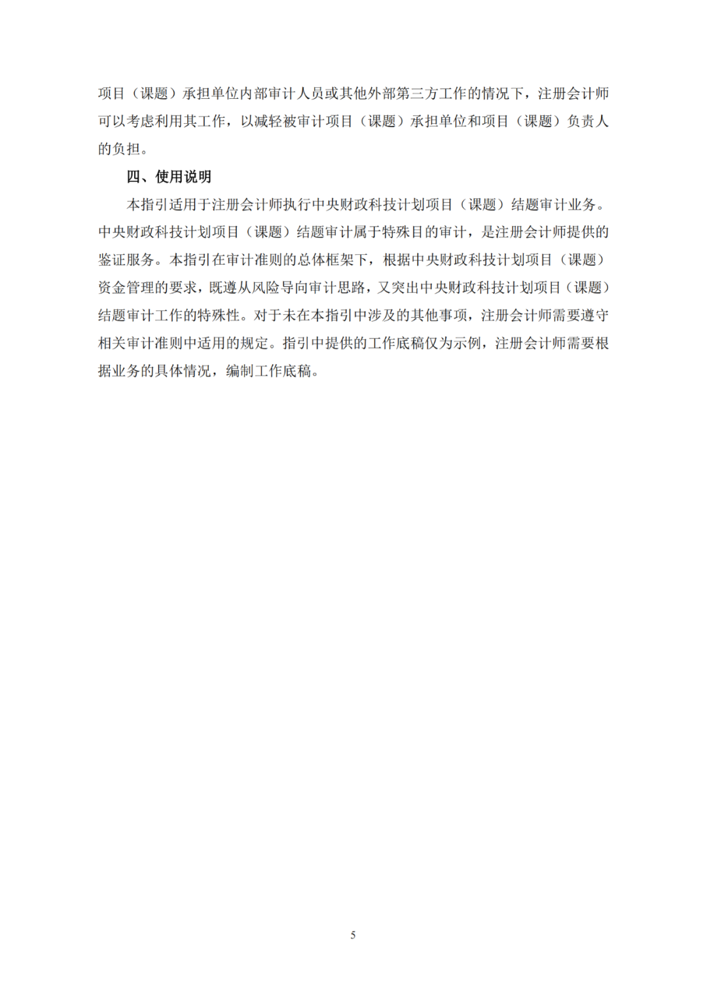 项目（课题）承担单位内部审计人员或其他外部第三方工作的情况下，注册会计师
可以考虑利用其工作，以减轻被审计项目（课题）承担单位和项目（课题）负责人
的负担。
四、使用说明
本指引适用于注册会计师执行中央财政科技计划项目（课题）结题审计业务。
中央财政科技计划项目（课题）结题审计属于特殊目的审计，是注册会计师提供的
鉴证服务。本指引在审计准则的总体框架下，根据中央财政科技计划项目（课题）
资金管理的要求，既遵从风险导向审计思路，又突出中央财政科技计划项目（课题）
结题审计工作的特殊性。对于未在本指引中涉及的其他事项，注册会计师需要遵守
相关审计准则中适用的规定。指引中提供的工作底稿仅为示例，注册会计师需要根
据业务的具体情况，编制工作底稿。
5